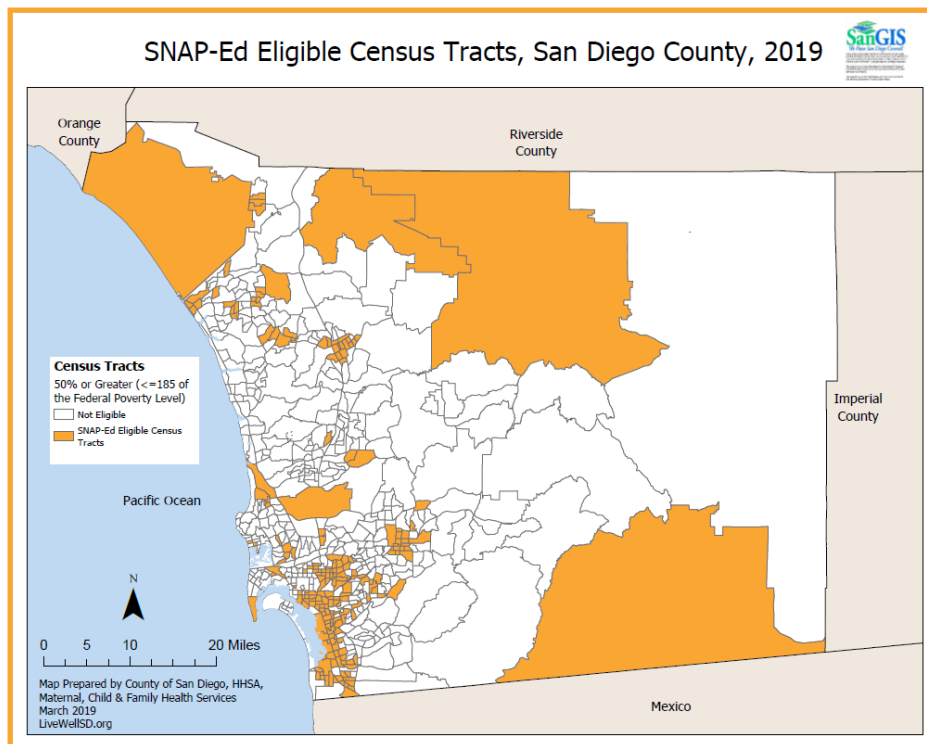 SNAP-Ed Eligible Census Tracts, San Diego County, 2019
SanGIS
Orange
County
Riverside
County
Census Tracts
50% or Greater (<=185 of
the Federal Poverty Level)
Not Eligible
SNAP-Ed Eligible Census
Tracts
Imperial
County
Pacific Ocean
N
0 5 10 20 Miles
Map Prepared by County of San Diego, HHSA,
Maternal, Child & Family Health Services
March 2019
LiveWellSD.org
Mexico